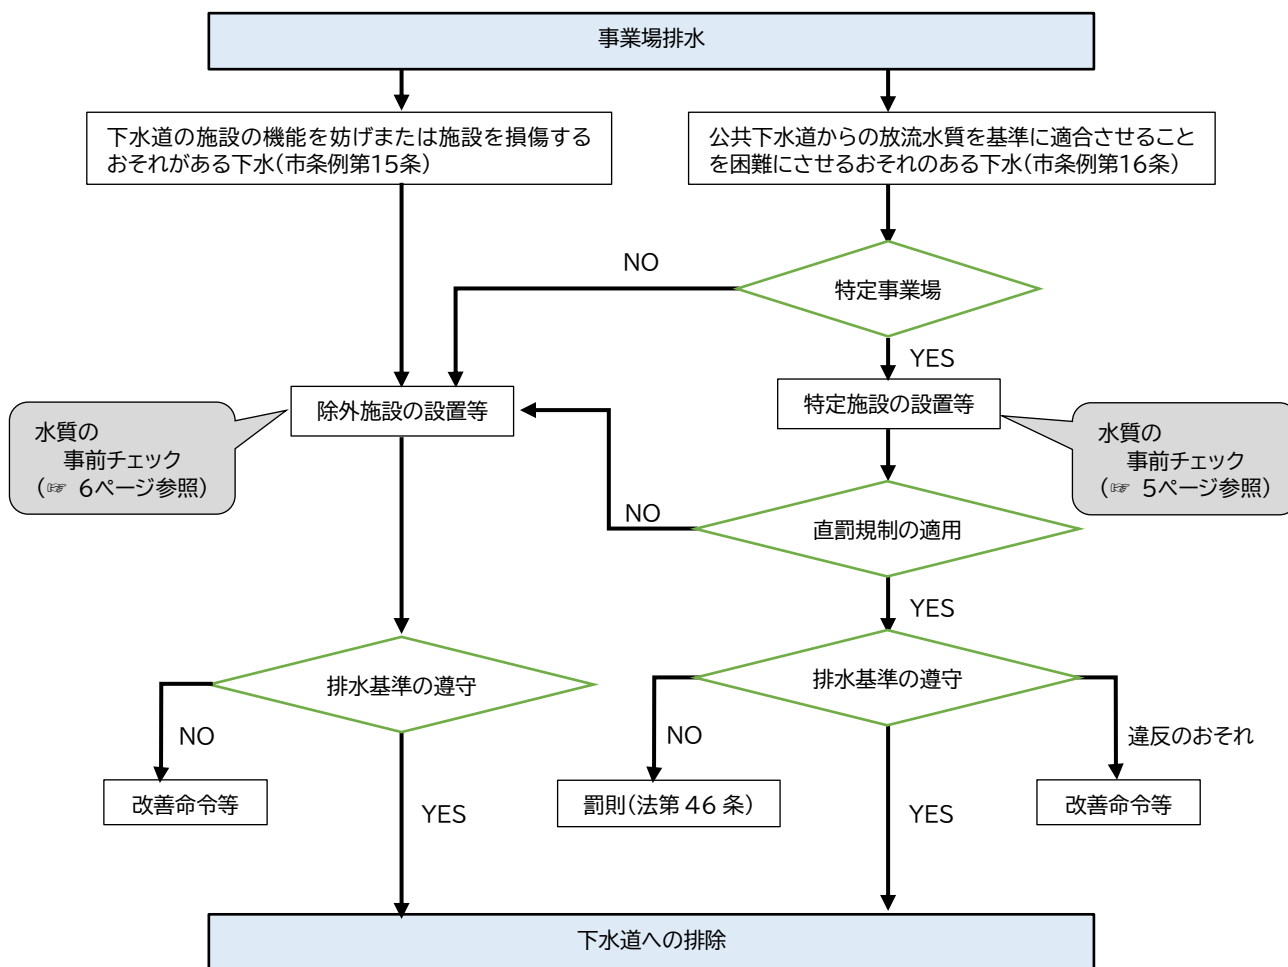 事業場排水
下水道の施設の機能を妨げまたは施設を損傷する
おそれがある下水(市条例第15条)
公共下水道からの放流水質を基準に適合させること
を困難にさせるおそれのある下水(市条例第16条)
NO
特定事業場
YES
除外施設の設置等
特定施設の設置等
水質の
事前チェック
(☞ 6ページ参照)
水質の
事前チェック
(☞ 5ページ参照)
NO
直罰規制の適用
YES
排水基準の遵守
排水基準の遵守
NO
NO
違反のおそれ
改善命令等
罰則(法第 46 条)
改善命令等
YES
YES
下水道への排除